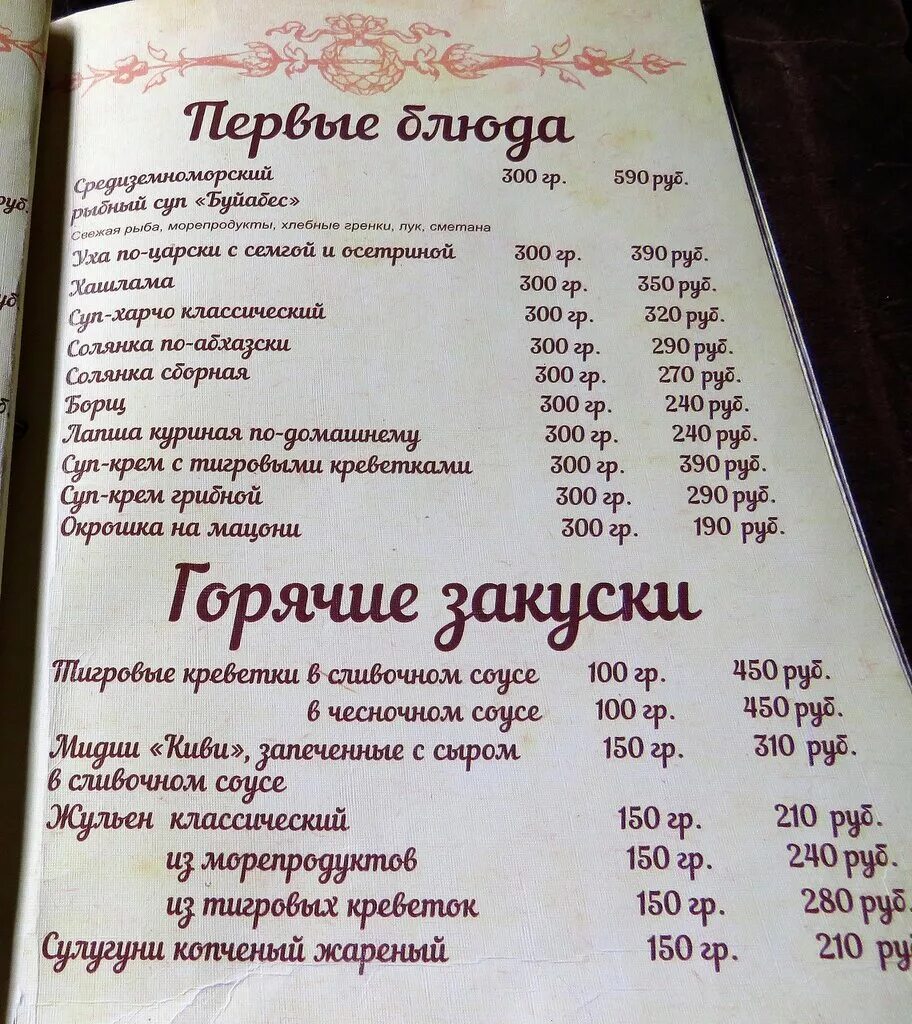 Первые блюда
Средиземноморский 300 гр. 590 руб.
рыбный суп «Буйабес»
Свежая рыба, морепродукты, хлебные гренки, лук, сметана
Уха по-царски с семгой и осетриной 300 гр. 390 руб.
Хашлама 300 гр. 350 руб.
Суп-харчо классический 300 гр. 320 руб.
Солянка по-абхазски 300 гр. 290 руб.
Солянка сборная 300 гр. 270 руб.
Борщ 300 гр. 240 руб.
Лапша куриная по-домашнему 300 гр. 240 руб.
Суп-крем с тигровыми креветками 300 гр. 390 руб.
Суп-крем грибной 300 гр. 290 руб.
Окрошка на мацони 300 гр. 190 руб.
Горячие закуски
Тигровые креветки в сливочном соусе 100 гр. 450 руб.
в чесночном соусе 100 гр. 450 руб.
Мидии «Киви», запеченные с сыром 150 гр. 310 руб.
в сливочном соусе
Жульен классический 150 гр. 210 руб.
из морепродуктов 150 гр. 240 руб.
из тигровых креветок 150 гр. 280 руб
Сулугуни копченый жареный 150 гр. 210 ру